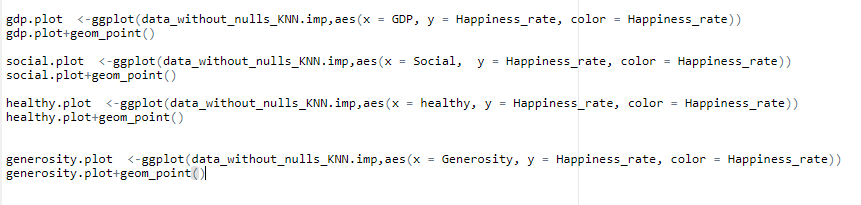 gdp.plot  <-ggplot(data_without_nulls_KNN.imp,aes(x = GDP, y = Happiness_rate, color = Happiness_rate))
gdp.plot+geom_point()
social.plot  <-ggplot(data_without_nulls_KNN.imp,aes(x = Social,  y = Happiness_rate, color = Happiness_rate))
social.plot+geom_point()
healthy.plot  <-ggplot(data_without_nulls_KNN.imp,aes(x = healthy, y = Happiness_rate, color = Happiness_rate))
healthy.plot+geom_point()
generosity.plot  <-ggplot(data_without_nulls_KNN.imp,aes(x = Generosity, y = Happiness_rate, color = Happiness_rate))
generosity.plot+geom_point()